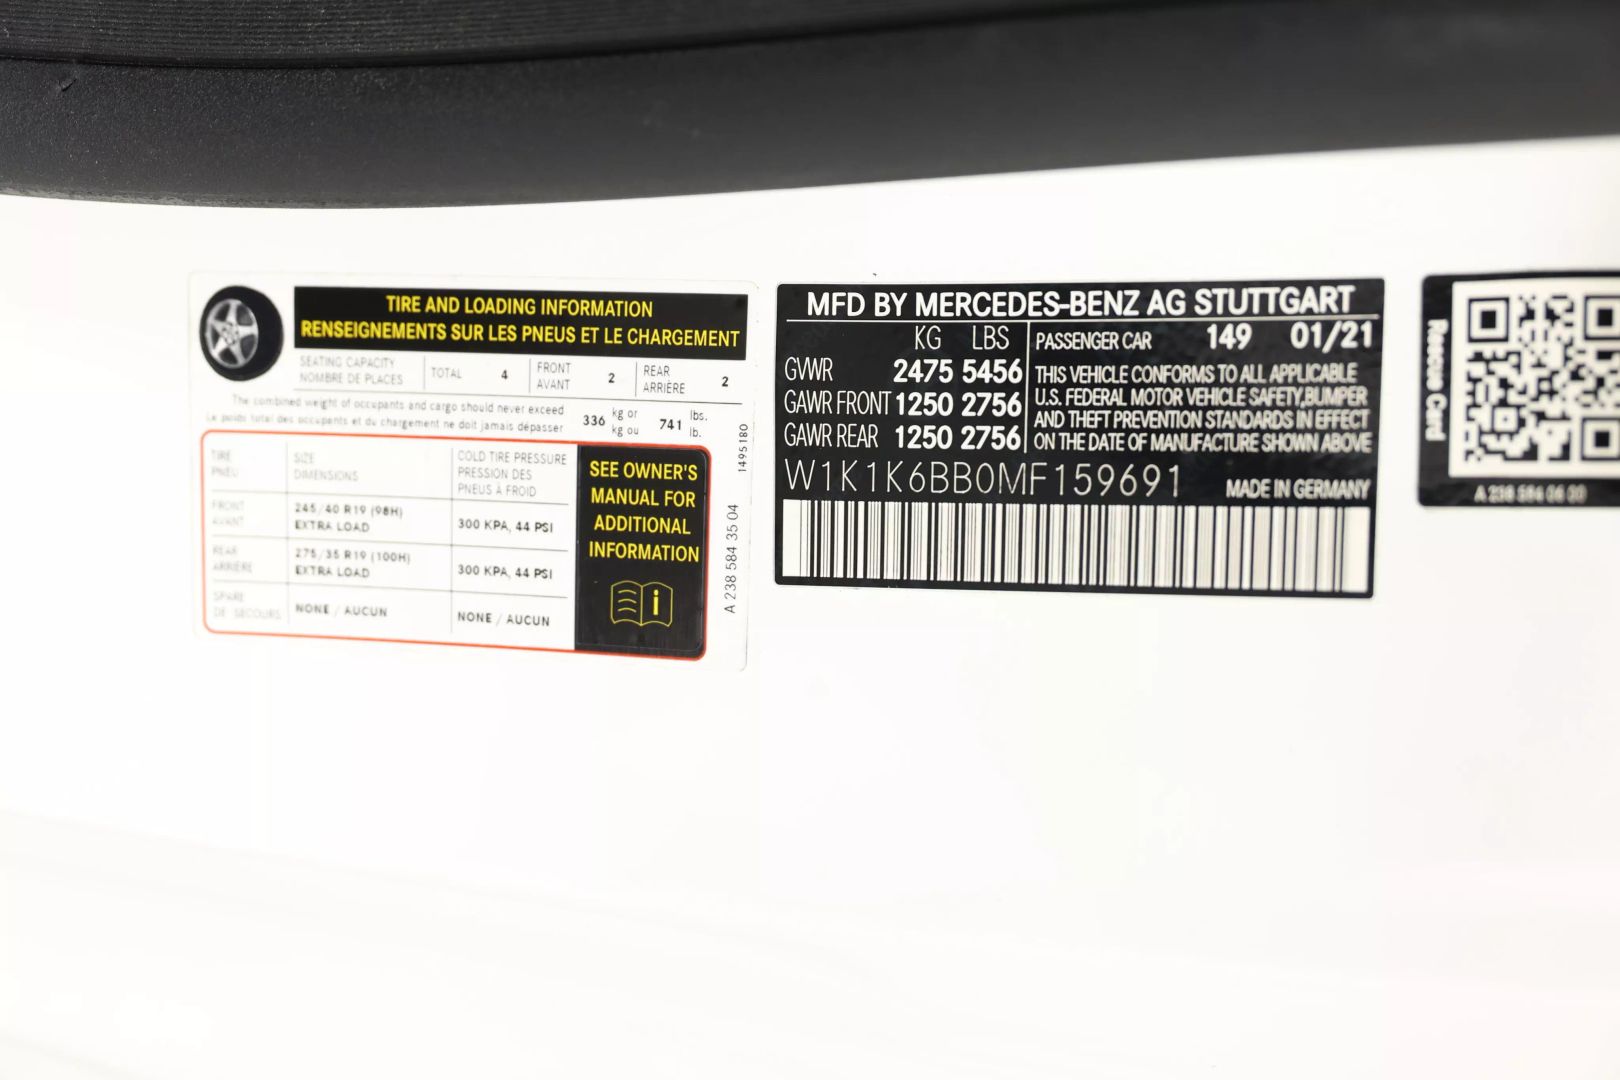 TIRE AND LOADING INFORMATION
RENSEIGNEMENTS SUR LES PNEUS ET LE CHARGEMENT
SEATING CAPACITY
NOMBRE DE PLACES
TOTAL 4
FRONT
AVANT
2
REAR
ARRIÈRE
2
The combined weight of occupants and cargo should never exceed
Le poids total des occupants et du chargement ne doit jamais dépasser
336 kg or
kg ou
741 lbs.
lb.
TIRE
PNEU
SIZE
DIMENSIONS
COLD TIRE PRESSURE
PRESSION DES
PNEUS À FROID
FRONT
AVANT
245/40 R19 (98H)
EXTRA LOAD
300 KPA, 44 PSI
REAR
ARRIÈRE
275/35 R19 (100H)
EXTRA LOAD
300 KPA, 44 PSI
SPARE
DE SECOURS
NONE / AUCUN
NONE / AUCUN
SEE OWNER'S
MANUAL FOR
ADDITIONAL
INFORMATION
i
1495180
A 238 584 35 04
MFD BY MERCEDES-BENZ AG STUTTGART
KG LBS
GVWR 2475 5456
GAWR FRONT 1250 2756
GAWR REAR 1250 2756
PASSENGER CAR 149 01/21
THIS VEHICLE CONFORMS TO ALL APPLICABLE
U.S. FEDERAL MOTOR VEHICLE SAFETY,BUMPER
AND THEFT PREVENTION STANDARDS IN EFFECT
ON THE DATE OF MANUFACTURE SHOWN ABOVE
W1K1K6BB0MF159691
MADE IN GERMANY
Rescue Card